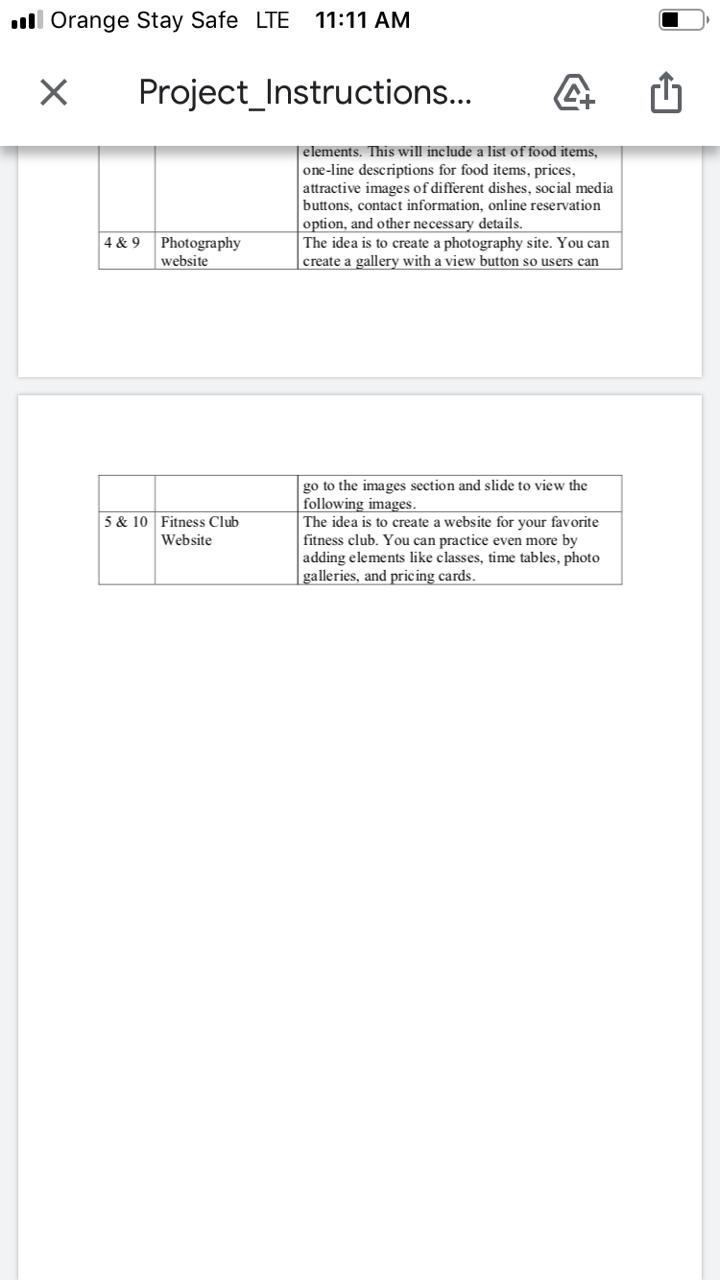 Orange Stay Safe LTE 11:11 AM
Project_Instructions...
elements. This will include a list of food items,
one-line descriptions for food items, prices,
attractive images of different dishes, social media
buttons, contact information, online reservation
option, and other necessary details.
4 & 9 Photography The idea is to create a photography site. You can
website create a gallery with a view button so users can
go to the images section and slide to view the
following images.
5 & 10 Fitness Club The idea is to create a website for your favorite
Website fitness club. You can practice even more by
adding elements like classes, time tables, photo
galleries, and pricing cards.